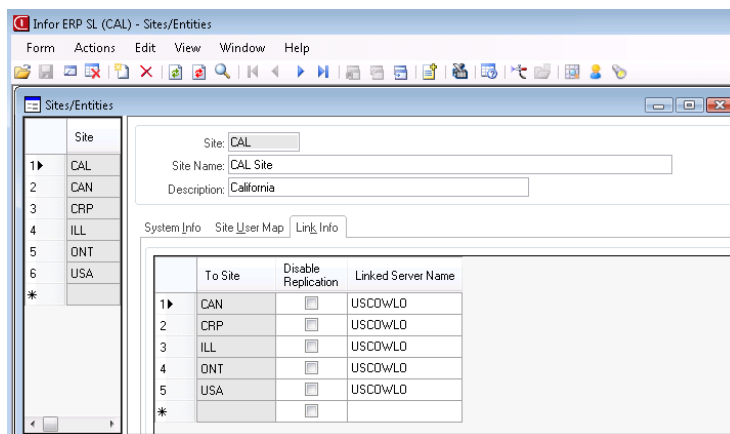 Infor ERP SL (CAL) - Sites/Entities
Form Actions Edit View Window Help
Sites/Entities
Site
1 CAL
2 CAN
3 CRP
4 ILL
5 ONT
6 USA
Site: CAL
Site Name: CAL Site
Description: California
System Info Site User Map Link Info
To Site Disable Replication Linked Server Name
1 CAN USCOWLO
2 CRP USCOWLO
3 ILL USCOWLO
4 ONT USCOWLO
5 USA USCOWLO